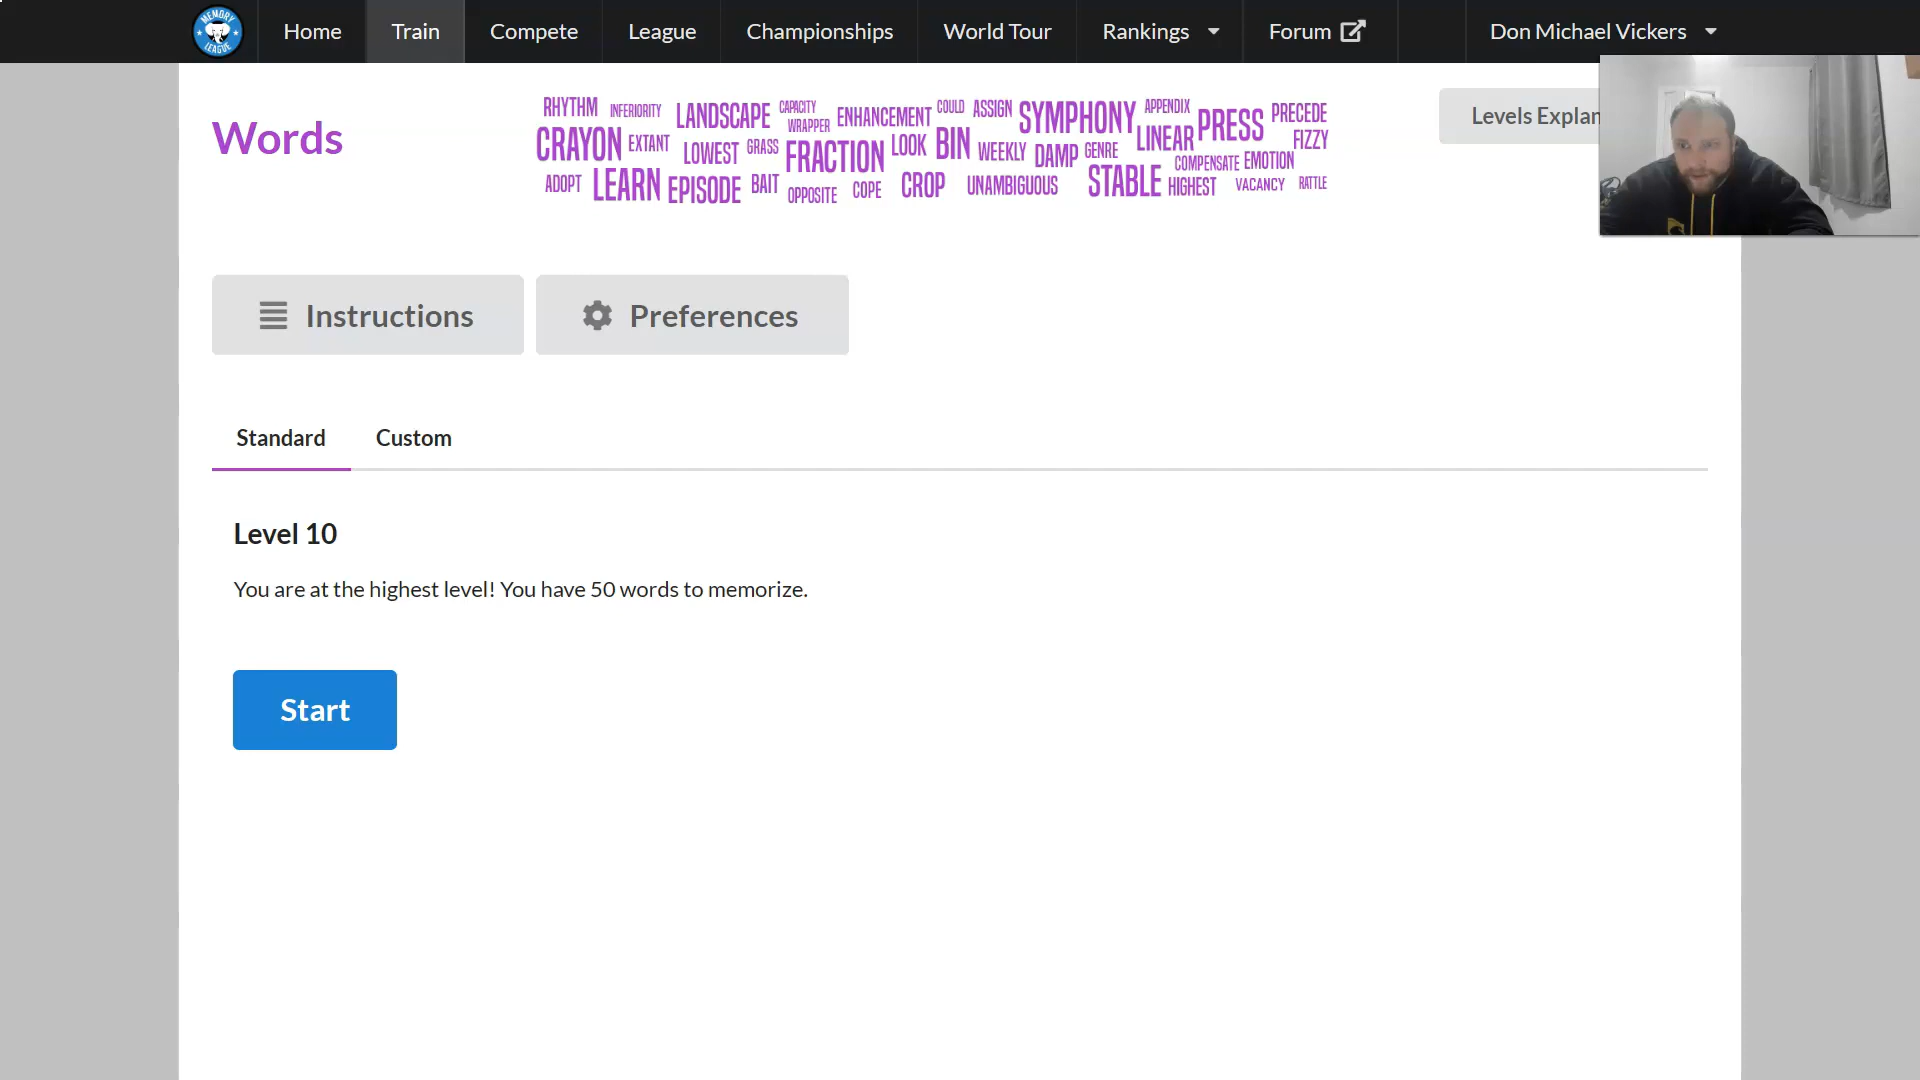 MEMORY LEAGUE
Home Train Compete League Championships World Tour Rankings Forum Don Michael Vickers
Words
RHYTHM INFERIORITY LANDSCAPE CAPACITY WRAPPER ENHANCEMENT COULD ASSIGN SYMPHONY APPENDIX PRESS PRECEDE
CRAYON EXTANT LOWEST GRASS FRACTION LOOK BIN WEEKLY DAMP GENRE LINEAR COMPENSATE EMOTION FIZZY
ADOPT LEARN EPISODE BAIT OPPOSITE COPE CROP UNAMBIGUOUS STABLE HIGHEST VACANCY RATTLE
Levels Explan
Instructions Preferences
Standard Custom
Level 10
You are at the highest level! You have 50 words to memorize.
Start